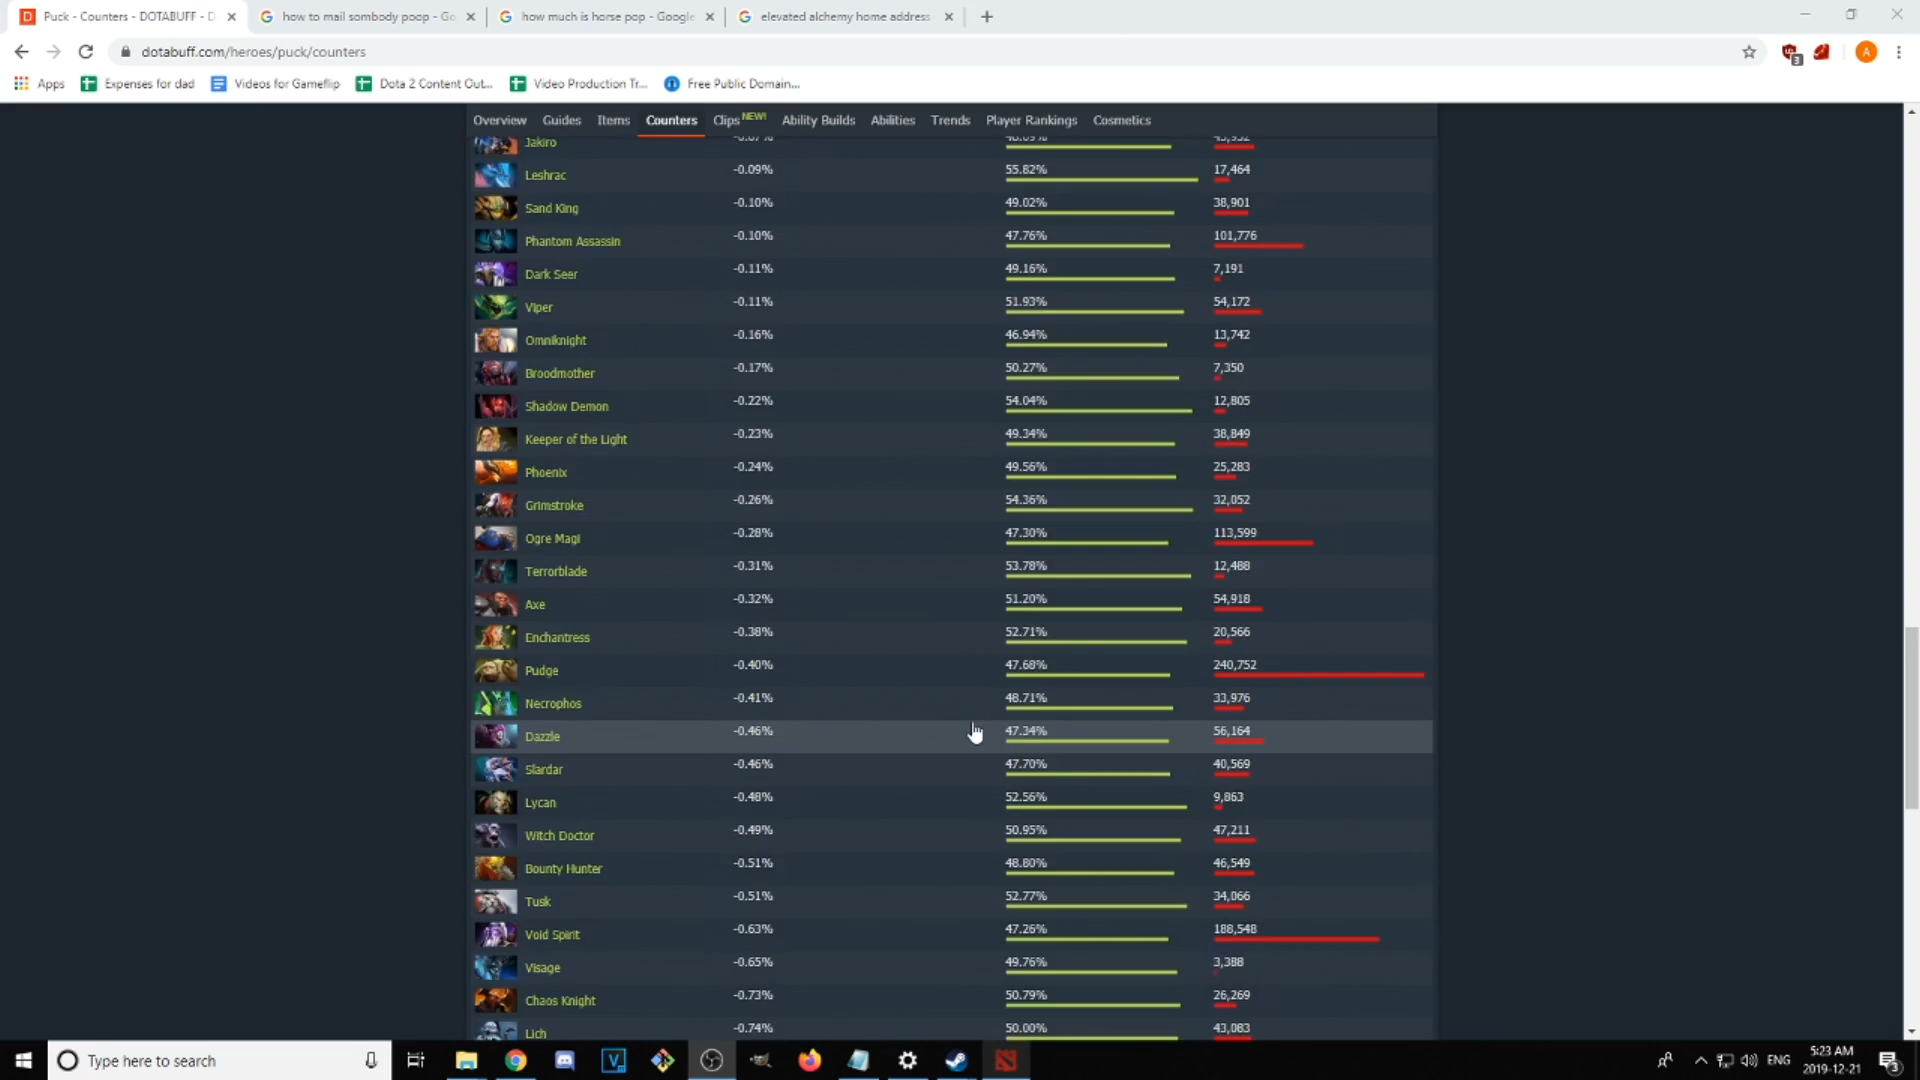 Puck - Counters - DOTABUFF - D
how to mail sombody poop - Go
how much is horse pop - Google
elevated alchemy home address
dotabuff.com/heroes/puck/counters
3
A
Apps
Expenses for dad
Videos for Gameflip
Dota 2 Content Out...
Video Production Tr...
Free Public Domain...
Overview Guides Items Counters Clips NEW! Ability Builds Abilities Trends Player Rankings Cosmetics
Jakiro
Leshrac -0.09% 55.82% 17,464
Sand King -0.10% 49.02% 38,901
Phantom Assassin -0.10% 47.76% 101,776
Dark Seer -0.11% 49.16% 7,191
Viper -0.11% 51.93% 54,172
Omniknight -0.16% 46.94% 13,742
Broodmother -0.17% 50.27% 7,350
Shadow Demon -0.22% 54.04% 12,805
Keeper of the Light -0.23% 49.34% 38,849
Phoenix -0.24% 49.56% 25,283
Grimstroke -0.26% 54.36% 32,052
Ogre Magi -0.28% 47.30% 113,599
Terrorblade -0.31% 53.78% 12,488
Axe -0.32% 51.20% 54,918
Enchantress -0.38% 52.71% 20,566
Pudge -0.40% 47.68% 240,752
Necrophos -0.41% 48.71% 33,976
Dazzle -0.46% 47.34% 56,164
Slardar -0.46% 47.70% 40,569
Lycan -0.48% 52.56% 9,863
Witch Doctor -0.49% 50.95% 47,211
Bounty Hunter -0.51% 48.80% 46,549
Tusk -0.51% 52.77% 34,066
Void Spirit -0.63% 47.26% 188,548
Visage -0.65% 49.76% 3,388
Chaos Knight -0.73% 50.79% 26,269
Lich -0.74% 50.00% 43,083
Type here to search
ENG
5:23 AM
2019-12-21
3